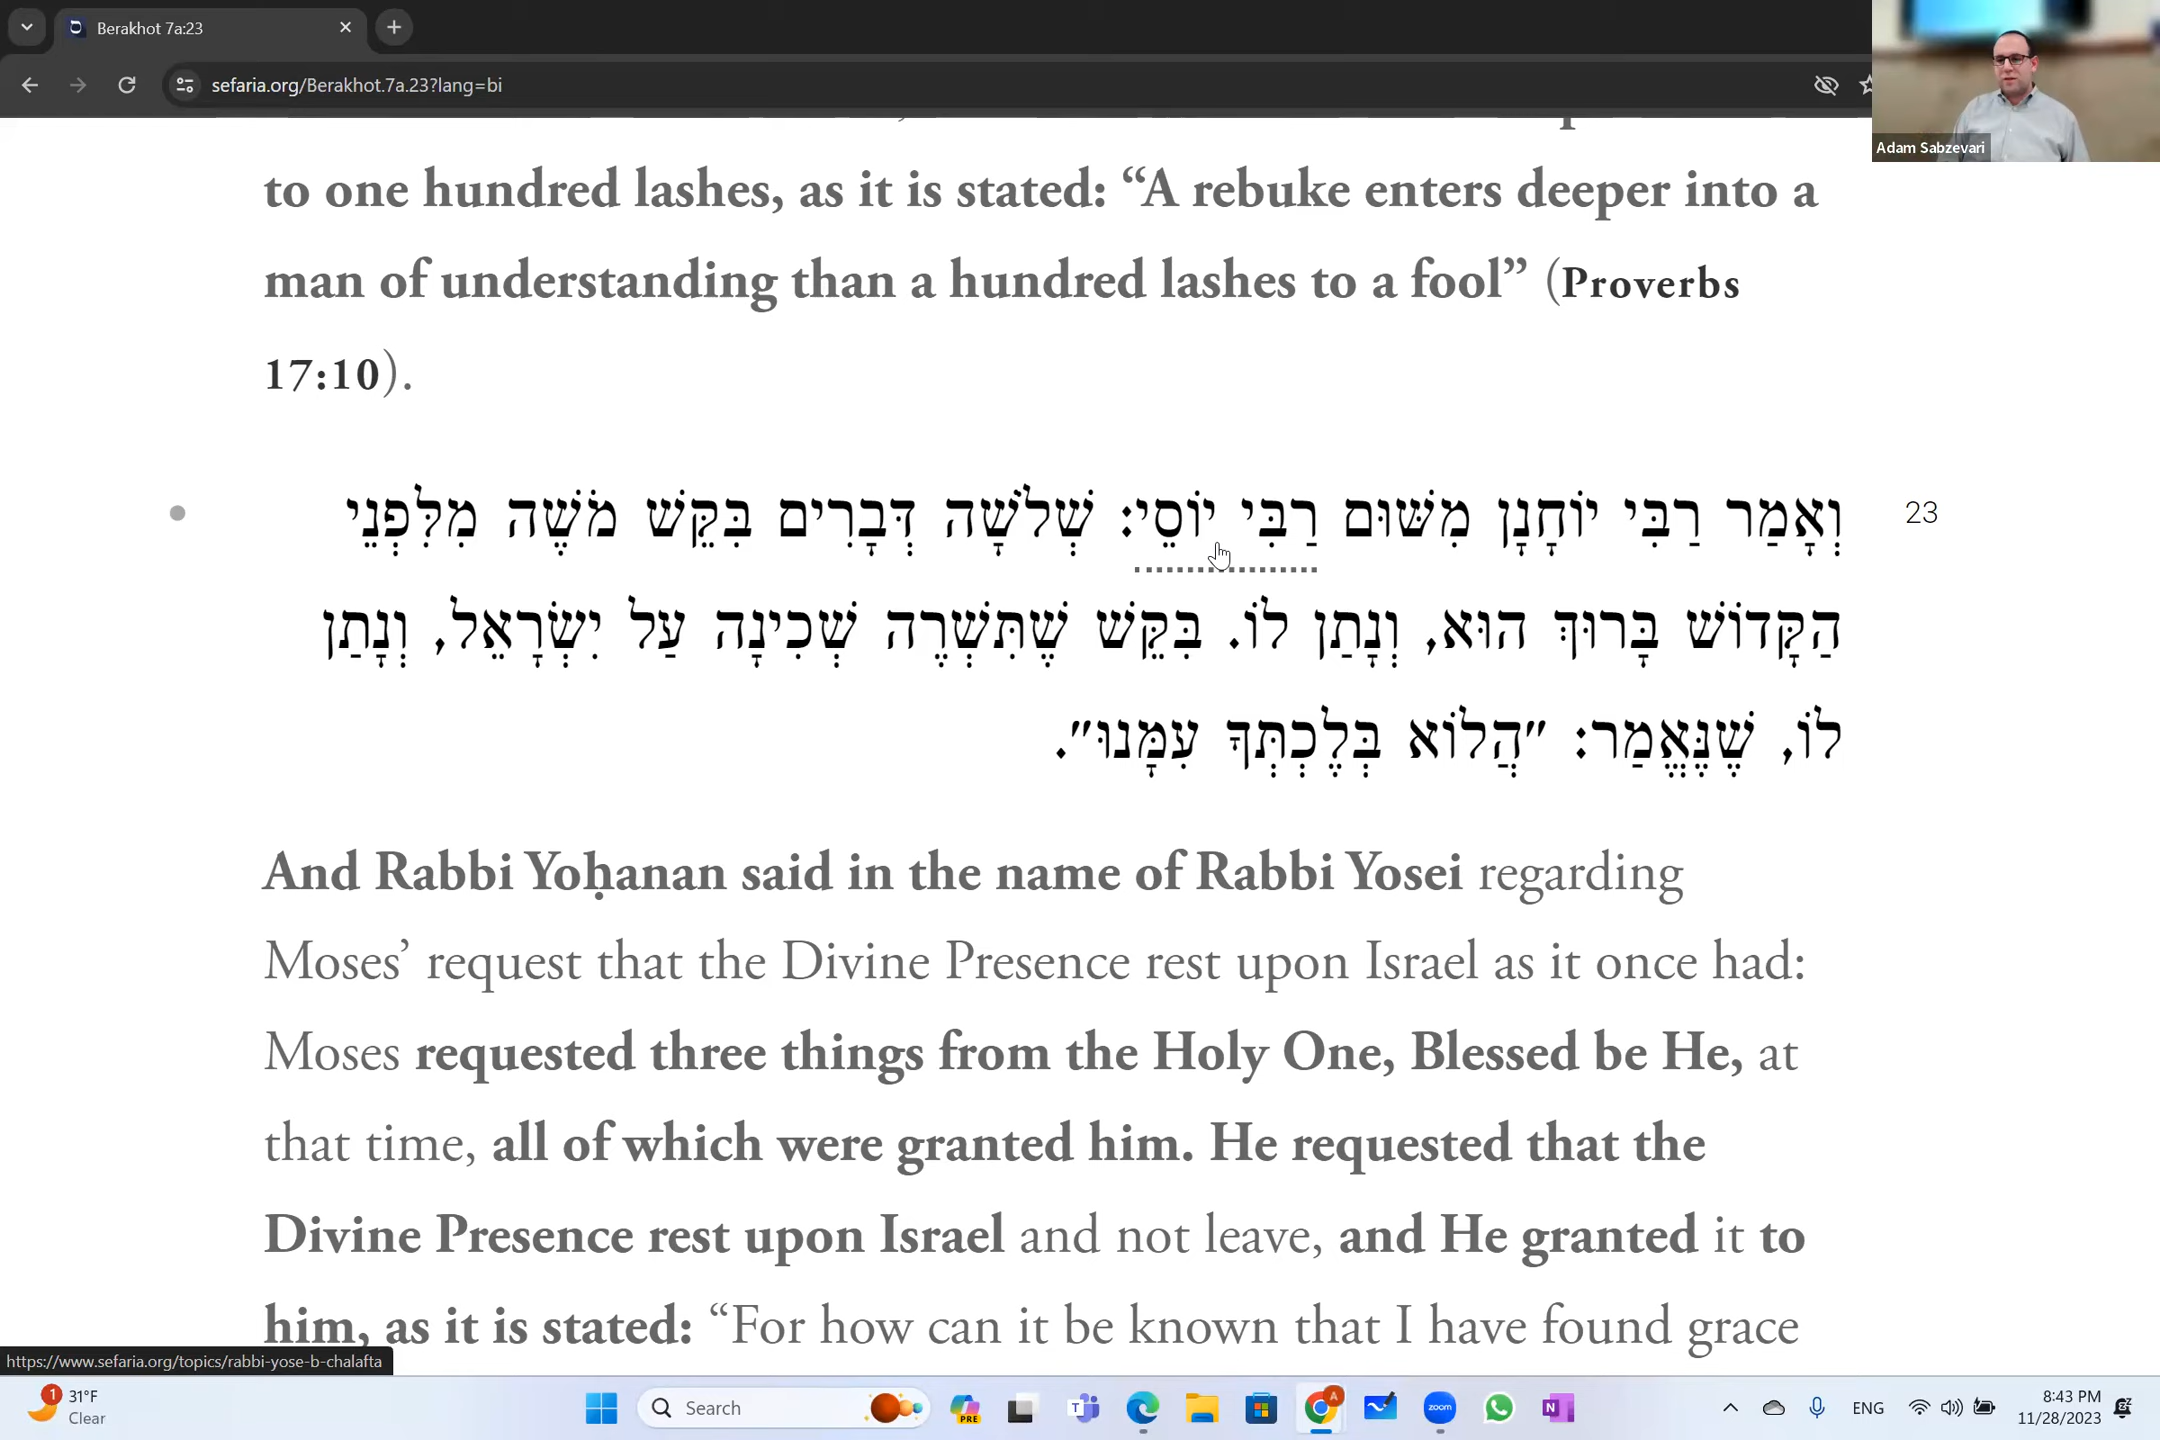 Berakhot 7a:23
sefaria.org/Berakhot.7a.23?lang=bi
Adam Sabzevari
to one hundred lashes, as it is stated: “A rebuke enters deeper into a
man of understanding than a hundred lashes to a fool” (Proverbs
17:10).
23
וְאָמַר רַבִּי יוֹחָנָן מִשּׁוּם רַבִּי יוֹסֵי: שְׁלֹשָׁה דְּבָרִים בִּקֵּשׁ מֹשֶׁה מִלִּפְנֵי
הַקָּדוֹשׁ בָּרוּךְ הוּא, וְנָתַן לוֹ. בִּקֵּשׁ שֶׁתִּשְׁרֶה שְׁכִינָה עַל יִשְׂרָאֵל, וְנָתַן
לוֹ, שֶׁנֶּאֱמַר: ״הֲלוֹא בְּלֶכְתְּךָ עִמָּנוּ״.
And Rabbi Yoḥanan said in the name of Rabbi Yosei regarding
Moses’ request that the Divine Presence rest upon Israel as it once had:
Moses requested three things from the Holy One, Blessed be He, at
that time, all of which were granted him. He requested that the
Divine Presence rest upon Israel and not leave, and He granted it to
him, as it is stated: “For how can it be known that I have found grace
https://www.sefaria.org/topics/rabbi-yose-b-chalafta
1
31°F
Clear
Search
PRE
A
zoom
N
ENG
8:43 PM
11/28/2023